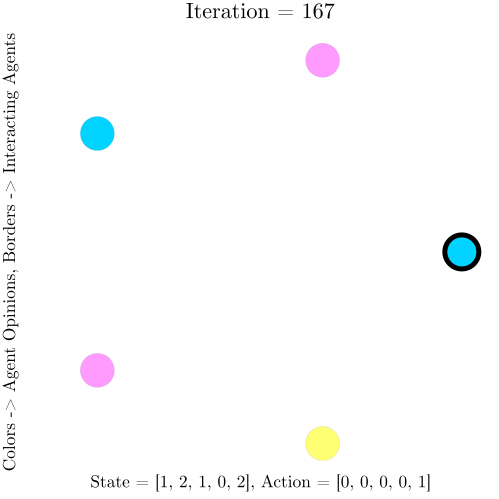 Iteration = 167
Colors -> Agent Opinions, Borders -> Interacting Agents
State = [1, 2, 1, 0, 2], Action = [0, 0, 0, 0, 1]